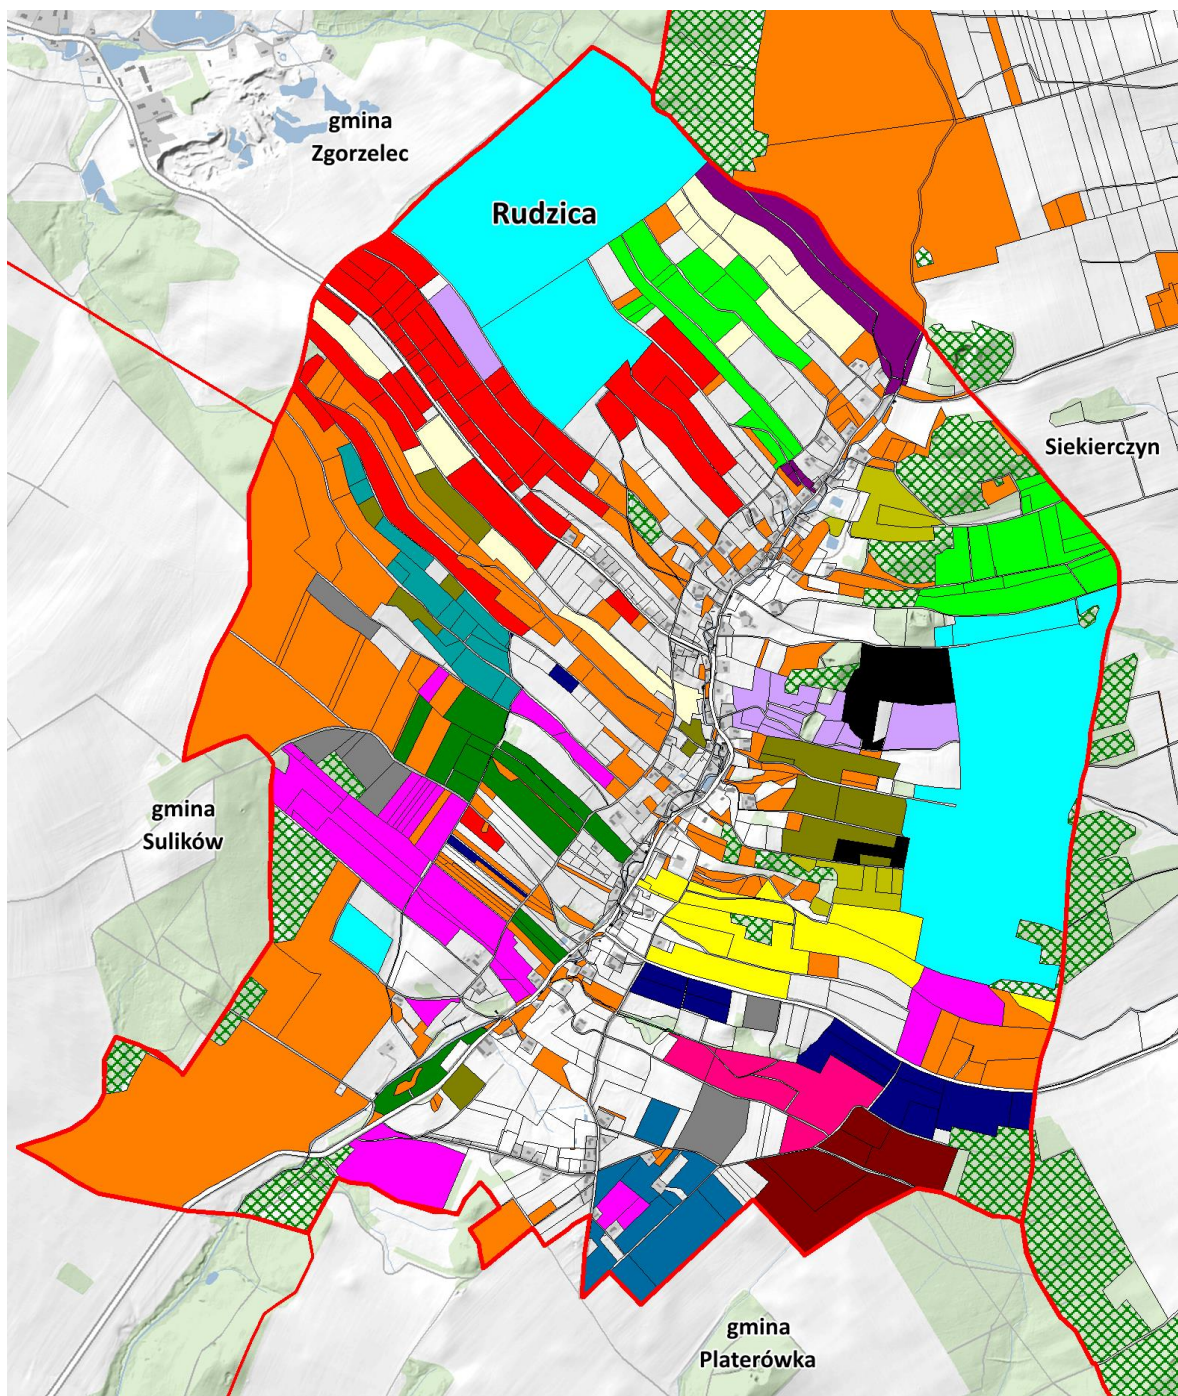 gmina
Zgorzelec
Rudzica
Siekierczyn
gmina
Sulików
gmina
Platerówka